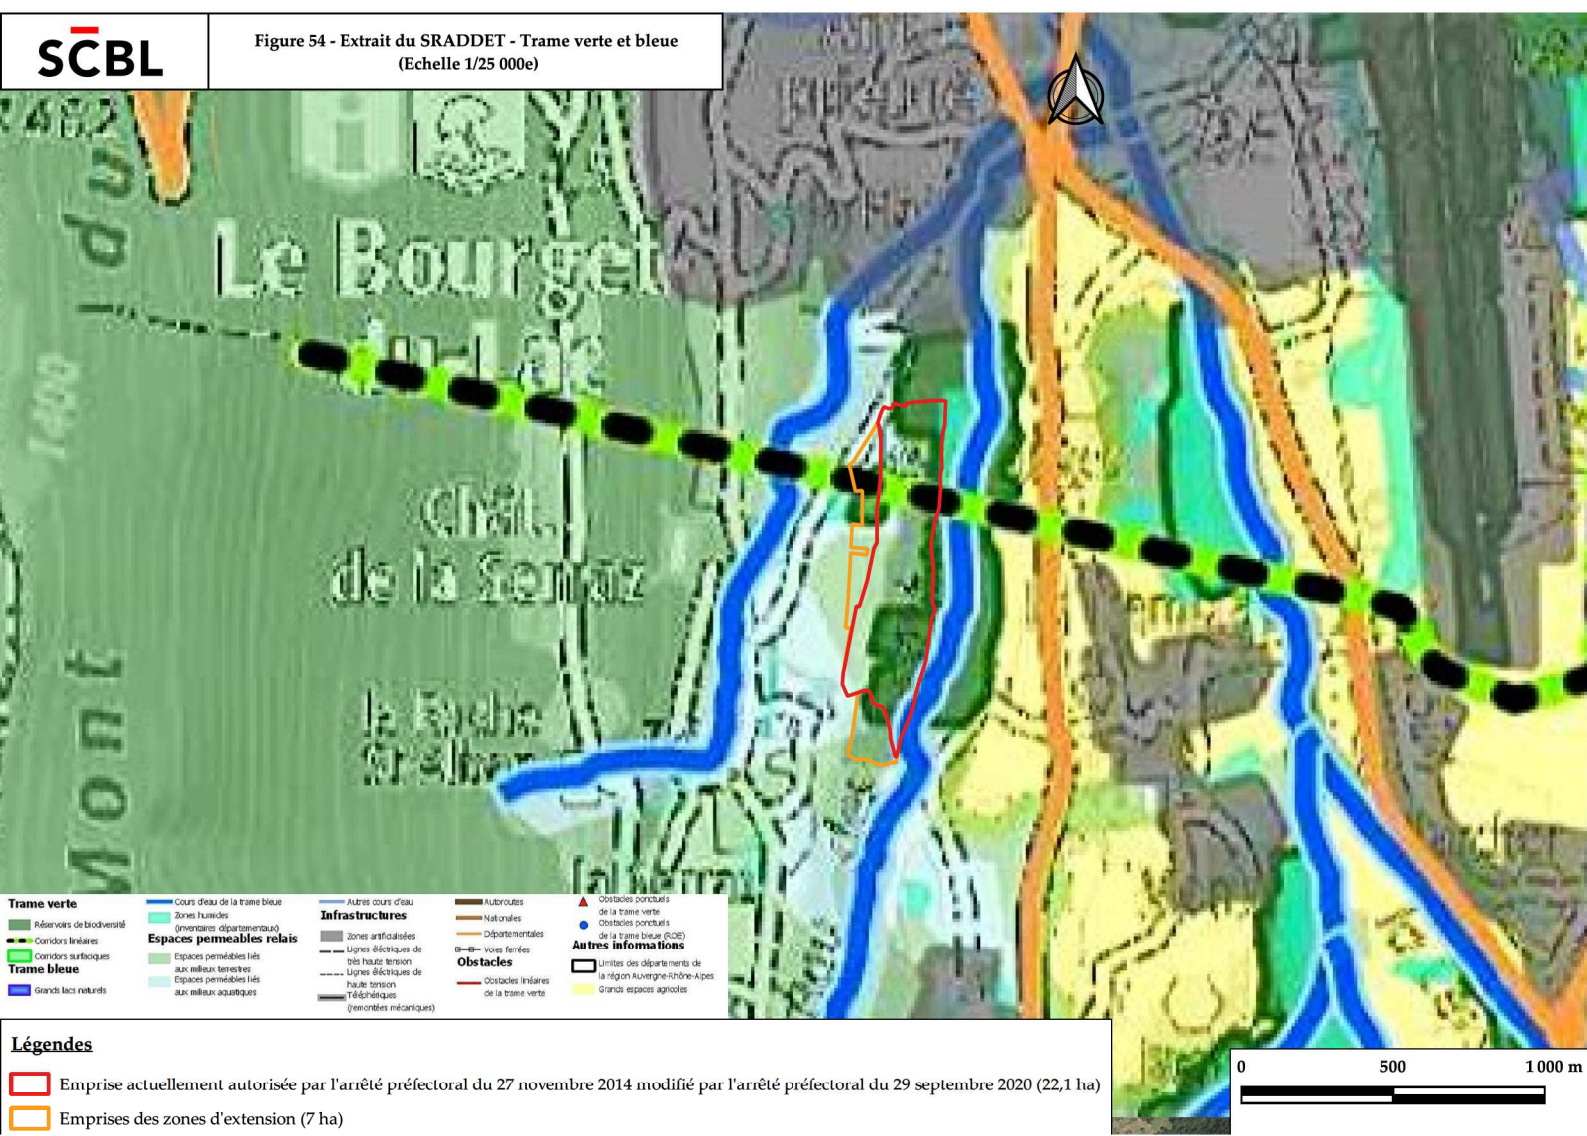 SCBL
Figure 54 - Extrait du SRADDET - Trame verte et bleue
(Echelle 1/25 000e)
du
Le Bourget
du-Lac
1400
Chât.
de la Serraz
Mont
Trame verte
Réservoirs de biodiversité
Corridors linéaires
Corridors surfaciques
Trame bleue
Grands lacs naturels
Cours d'eau de la trame bleue
Zones humides
(inventaires départementaux)
Espaces permeables relais
Espaces perméables liés
aux milieux terrestres
Espaces perméables liés
aux milieux aquatiques
Autres cours d'eau
Infrastructures
Zones artificialisées
Lignes éléctriques de
très haute tension
Lignes éléctriques de
haute tension
Téléphériques
(remontées mécaniques)
Autoroutes
Nationales
Départementales
Voies ferrées
Obstacles
Obstacles linéaires
de la trame verte
Obstacles ponctuels
de la trame verte
Obstacles ponctuels
de la trame bleue (ROE)
Autres informations
Limites des départements de
la région Auvergne-Rhône-Alpes
Grands espaces agricoles
Légendes
Emprise actuellement autorisée par l'arrêté préfectoral du 27 novembre 2014 modifié par l'arrêté préfectoral du 29 septembre 2020 (22,1 ha)
Emprises des zones d'extension (7 ha)
0 500 1 000 m